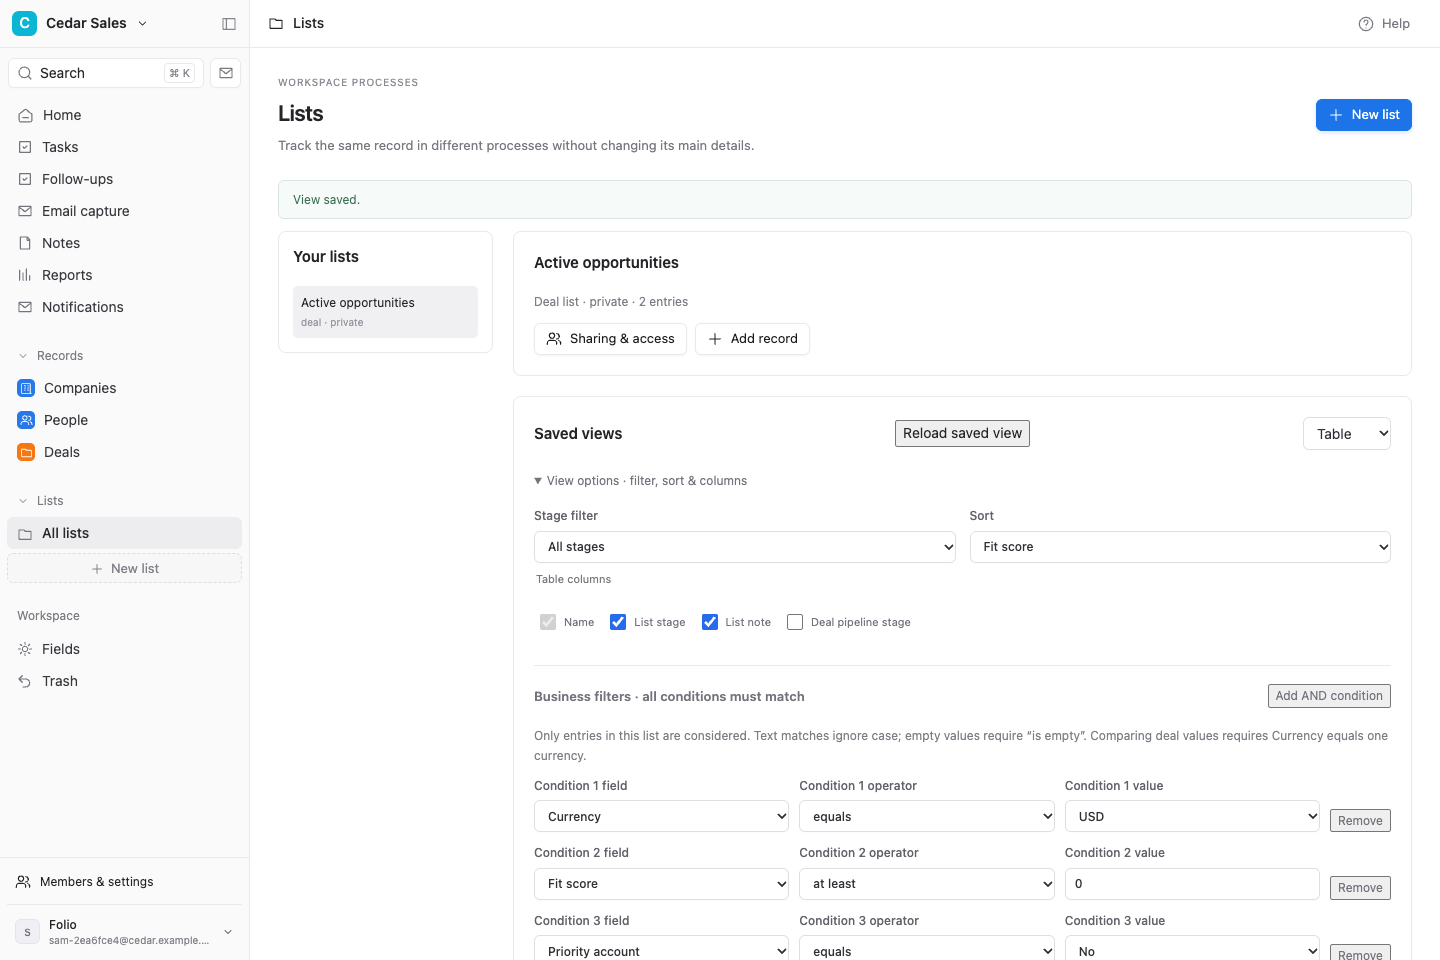 C Cedar Sales
Search ⌘ K
Home
Tasks
Follow-ups
Email capture
Notes
Reports
Notifications
Records
Companies
People
Deals
Lists
All lists
New list
Workspace
Fields
Trash
Members & settings
S Folio
sam-2ea6fce4@cedar.example....
Lists
Help
WORKSPACE PROCESSES
Lists
New list
Track the same record in different processes without changing its main details.
View saved.
Your lists
Active opportunities
deal · private
Active opportunities
Deal list · private · 2 entries
Sharing & access Add record
Saved views Reload saved view Table
View options · filter, sort & columns
Stage filter Sort
All stages Fit score
Table columns
Name List stage List note Deal pipeline stage
Business filters · all conditions must match Add AND condition
Only entries in this list are considered. Text matches ignore case; empty values require “is empty”. Comparing deal values requires Currency equals one
currency.
Condition 1 field Condition 1 operator Condition 1 value
Currency equals USD Remove
Condition 2 field Condition 2 operator Condition 2 value
Fit score at least 0 Remove
Condition 3 field Condition 3 operator Condition 3 value
Priority account equals No Remove